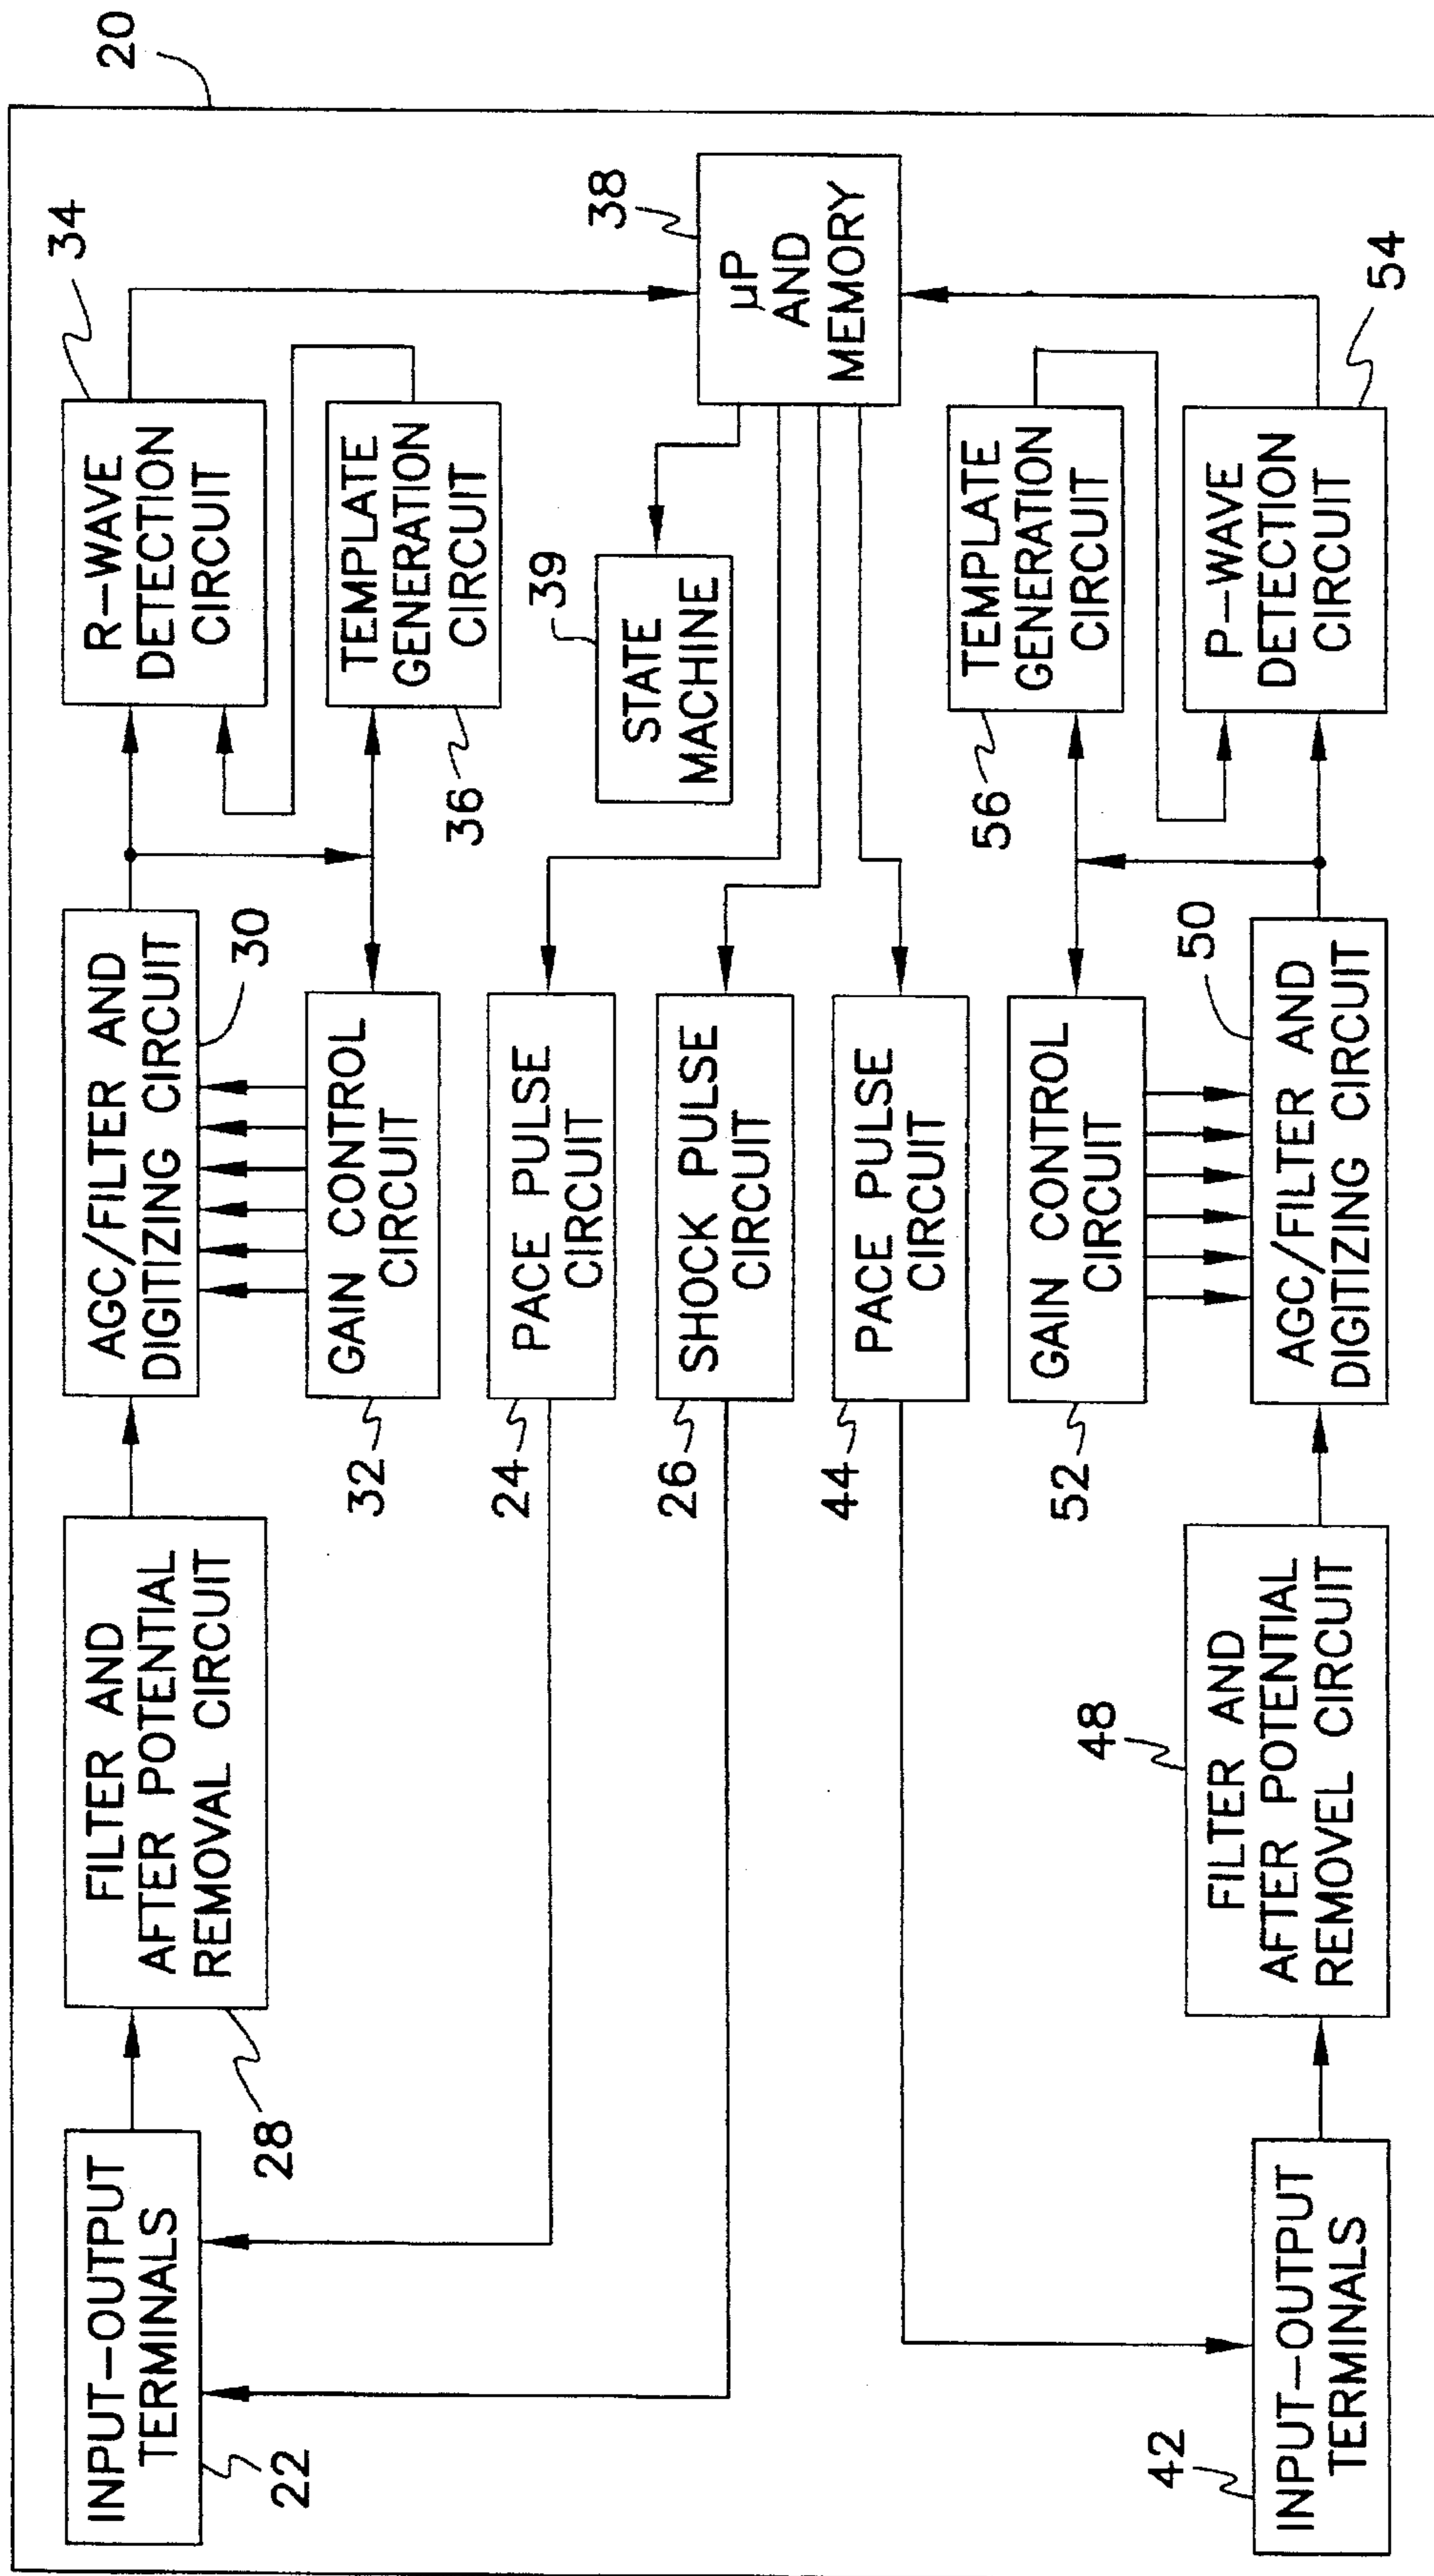 20
INPUT-OUTPUT
TERMINALS
22
FILTER AND
AFTER POTENTIAL
REMOVAL CIRCUIT
28
AGC/FILTER AND
DIGITIZING CIRCUIT
30
R-WAVE
DETECTION
CIRCUIT
34
GAIN CONTROL
CIRCUIT
32
TEMPLATE
GENERATION
CIRCUIT
36
PACE PULSE
CIRCUIT
24
STATE
MACHINE
39
µP
AND
MEMORY
38
SHOCK PULSE
CIRCUIT
26
PACE PULSE
CIRCUIT
44
GAIN CONTROL
CIRCUIT
52
TEMPLATE
GENERATION
CIRCUIT
56
INPUT-OUTPUT
TERMINALS
42
FILTER AND
AFTER POTENTIAL
REMOVEL CIRCUIT
48
AGC/FILTER AND
DIGITIZING CIRCUIT
50
P-WAVE
DETECTION
CIRCUIT
54